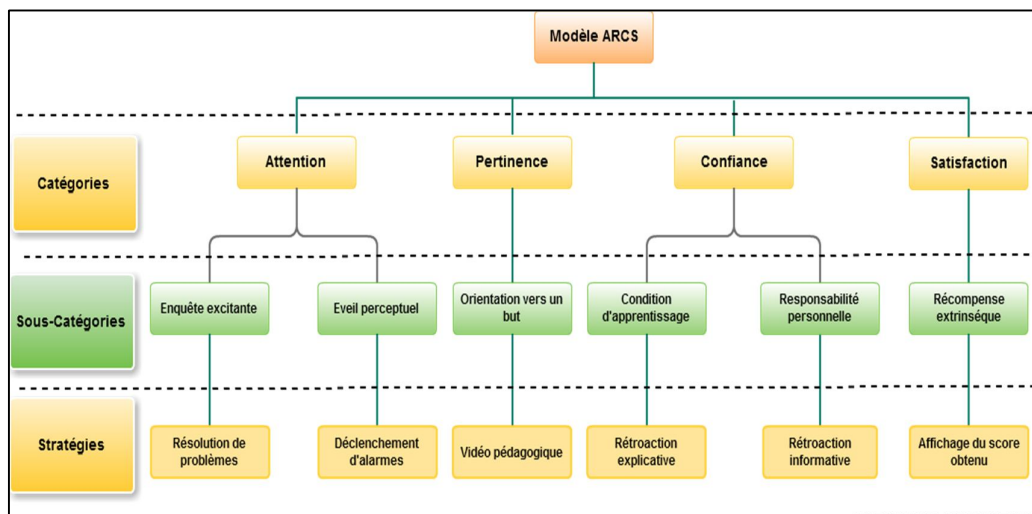 Modèle ARCS
Catégories
Attention
Pertinence
Confiance
Satisfaction
Sous-Catégories
Enquête excitante
Eveil perceptuel
Orientation vers un
but
Condition
d'apprentissage
Responsabilité
personnelle
Récompense
extrinséque
Stratégies
Résolution de
problèmes
Déclenchement
d'alarmes
Vidéo pédagogique
Rétroaction
explicative
Rétroaction
informative
Affichage du score
obtenu